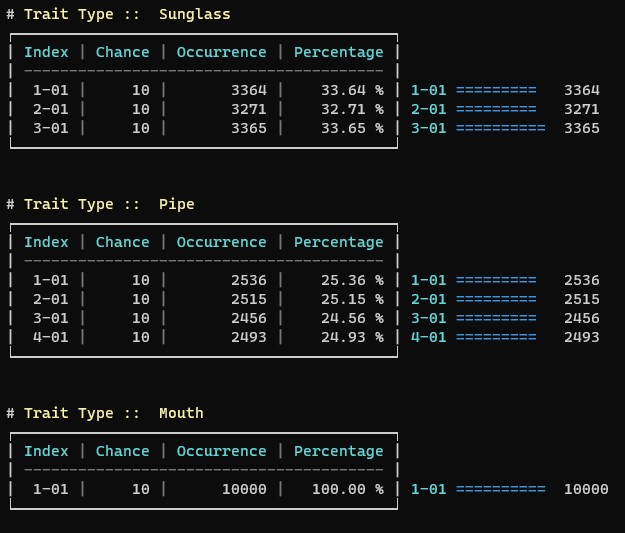 # Trait Type ::  Sunglass
Index | Chance | Occurrence | Percentage
1-01 | 10 | 3364 | 33.64 % | 1-01 ========= 3364
2-01 | 10 | 3271 | 32.71 % | 2-01 ========= 3271
3-01 | 10 | 3365 | 33.65 % | 3-01 ========== 3365
# Trait Type ::  Pipe
Index | Chance | Occurrence | Percentage
1-01 | 10 | 2536 | 25.36 % | 1-01 ========= 2536
2-01 | 10 | 2515 | 25.15 % | 2-01 ========= 2515
3-01 | 10 | 2456 | 24.56 % | 3-01 ========= 2456
4-01 | 10 | 2493 | 24.93 % | 4-01 ========= 2493
# Trait Type ::  Mouth
Index | Chance | Occurrence | Percentage
1-01 | 10 | 10000 | 100.00 % | 1-01 ========== 10000